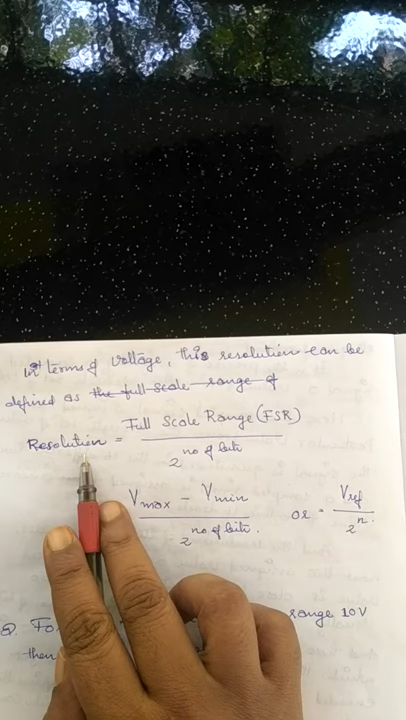 In terms of voltage, this resolution can be
defined as the full scale range of
Resolution = Full Scale Range (FSR) / 2^no of bits
Vmax - Vmin / 2^no of bits. or = Vref / 2^n.
Q. Fo range 10V
then